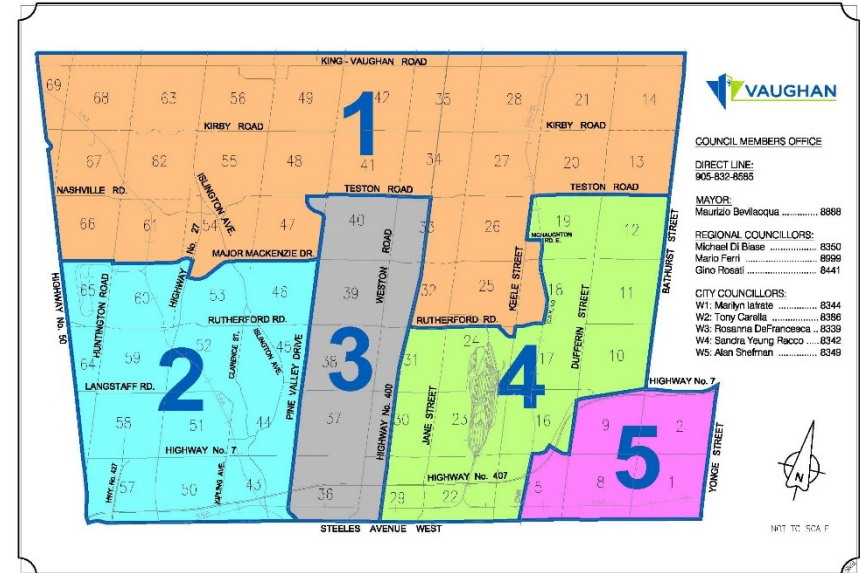 KING - VAUGHAN ROAD
69
68
63
56
49
42
35
28
21
14
KIRBY ROAD
KIRBY ROAD
1
67
62
55
48
41
34
27
20
13
NASHVILLE RD.
ISLINGTON AVE.
TESTON ROAD
TESTON ROAD
66
61
54
47
40
33
26
19
12
HIGHWAY No. 27
MAJOR MACKENZIE DR.
WESTON ROAD
MCNAUGHTON
RD. E.
KEELE STREET
BATHURST STREET
HIGHWAY No. 50
HUNTINGTON ROAD
65
60
53
46
39
32
25
18
11
RUTHERFORD RD.
RUTHERFORD RD.
DUFFERIN STREET
64
59
52
45
38
31
24
17
10
CLARENCE ST.
ISLINGTON AVE.
PINE VALLEY DRIVE
2
3
4
LANGSTAFF RD.
HIGHWAY No. 7
58
51
44
37
30
23
16
9
2
HIGHWAY No. 400
JANE STREET
HIGHWAY No. 7
5
YONGE STREET
HWY. No. 427
57
50
KIPLING AVE.
43
36
29
22
HIGHWAY No. 407
5
8
1
STEELES AVENUE WEST
VAUGHAN
COUNCIL MEMBERS OFFICE
DIRECT LINE:
905-832-8585
MAYOR:
Maurizio Bevilacqua ............. 8888
REGIONAL COUNCILLORS:
Michael Di Biase ................... 8350
Mario Ferri ............................ 8999
Gino Rosati .......................... 8441
CITY COUNCILLORS:
W1: Marilyn Iafrate ................ 8344
W2: Tony Carella .................. 8386
W3: Rosanna DeFrancesca .. 8339
W4: Sandra Yeung Racco .... 8342
W5: Alan Shefman ............... 8349
N
NOT TO SCALE